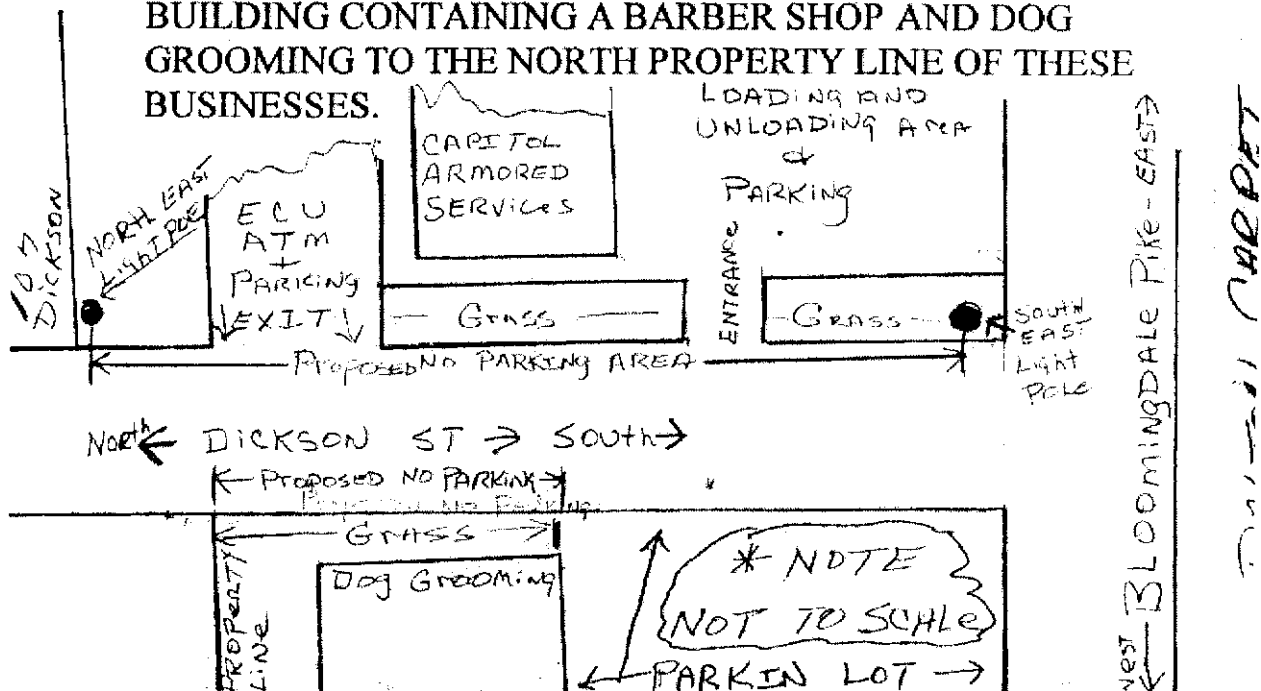 BUILDING CONTAINING A BARBER SHOP AND DOG
GROOMING TO THE NORTH PROPERTY LINE OF THESE
BUSINESSES.
LOADING AND
UNLOADING AREA
&
PARKING
CAPITOL
ARMORED
SERVICES
107
DICKSON
NORTH EAST
LIGHT POLE
ECU
ATM
+
PARKING
EXIT
GRASS
ENTRANCE
GRASS
SOUTH
EAST
Light
POLE
PROPOSED NO PARKING AREA
North DICKSON ST South
PROPOSED NO PARKING
GRASS
Dog Grooming
PROPERTY
LINE
* NOTE
NOT TO SCALE
PARKIN LOT
West BLOOMINGDALE PIKE-EAST
CARPET